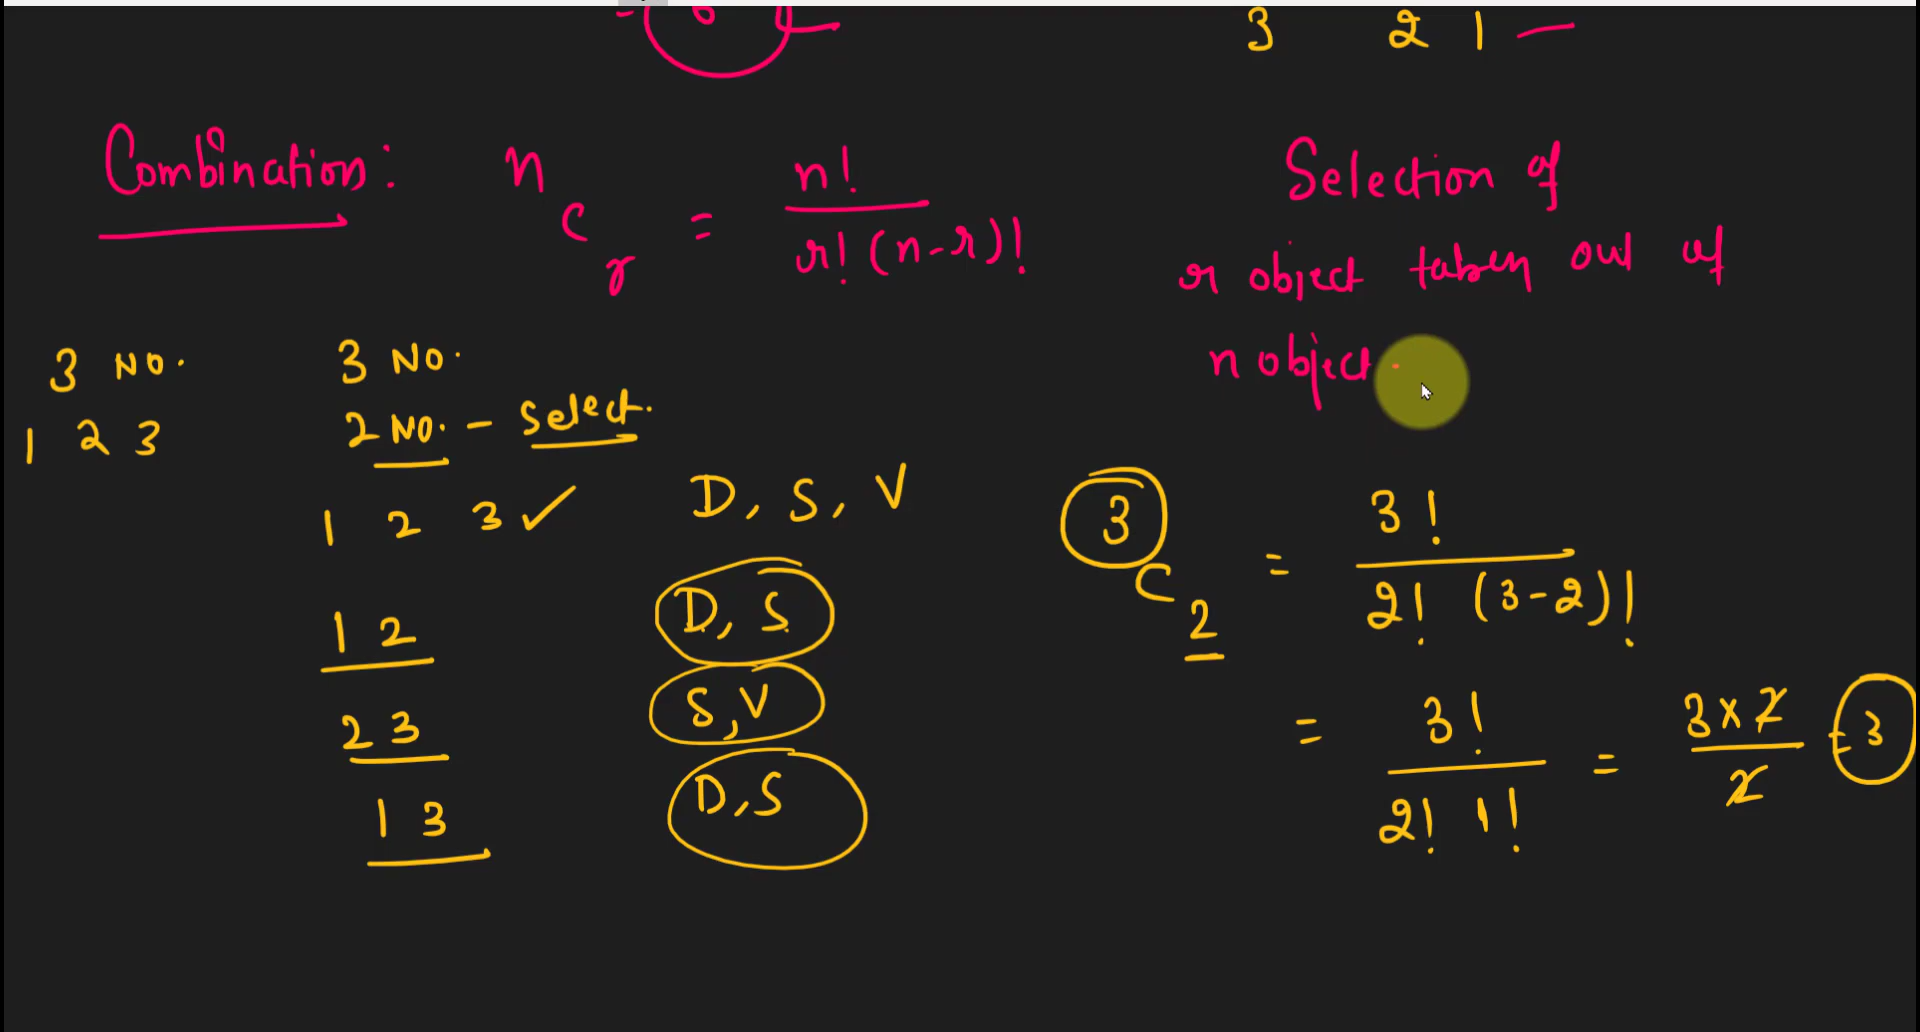 3 2 1 —
Combination: nCr = n! / r! (n-r)!
Selection of
r object taken out of
n object.
3 NO.
1 2 3
3 NO.
2 NO. - Select.
1 2 3 ✓
1 2
2 3
1 3
D, S, V
D, S
S, V
D, S
3C2 = 3! / 2! (3-2)!
= 3! / 2! 1! = 3 x 2 / 2 = 3